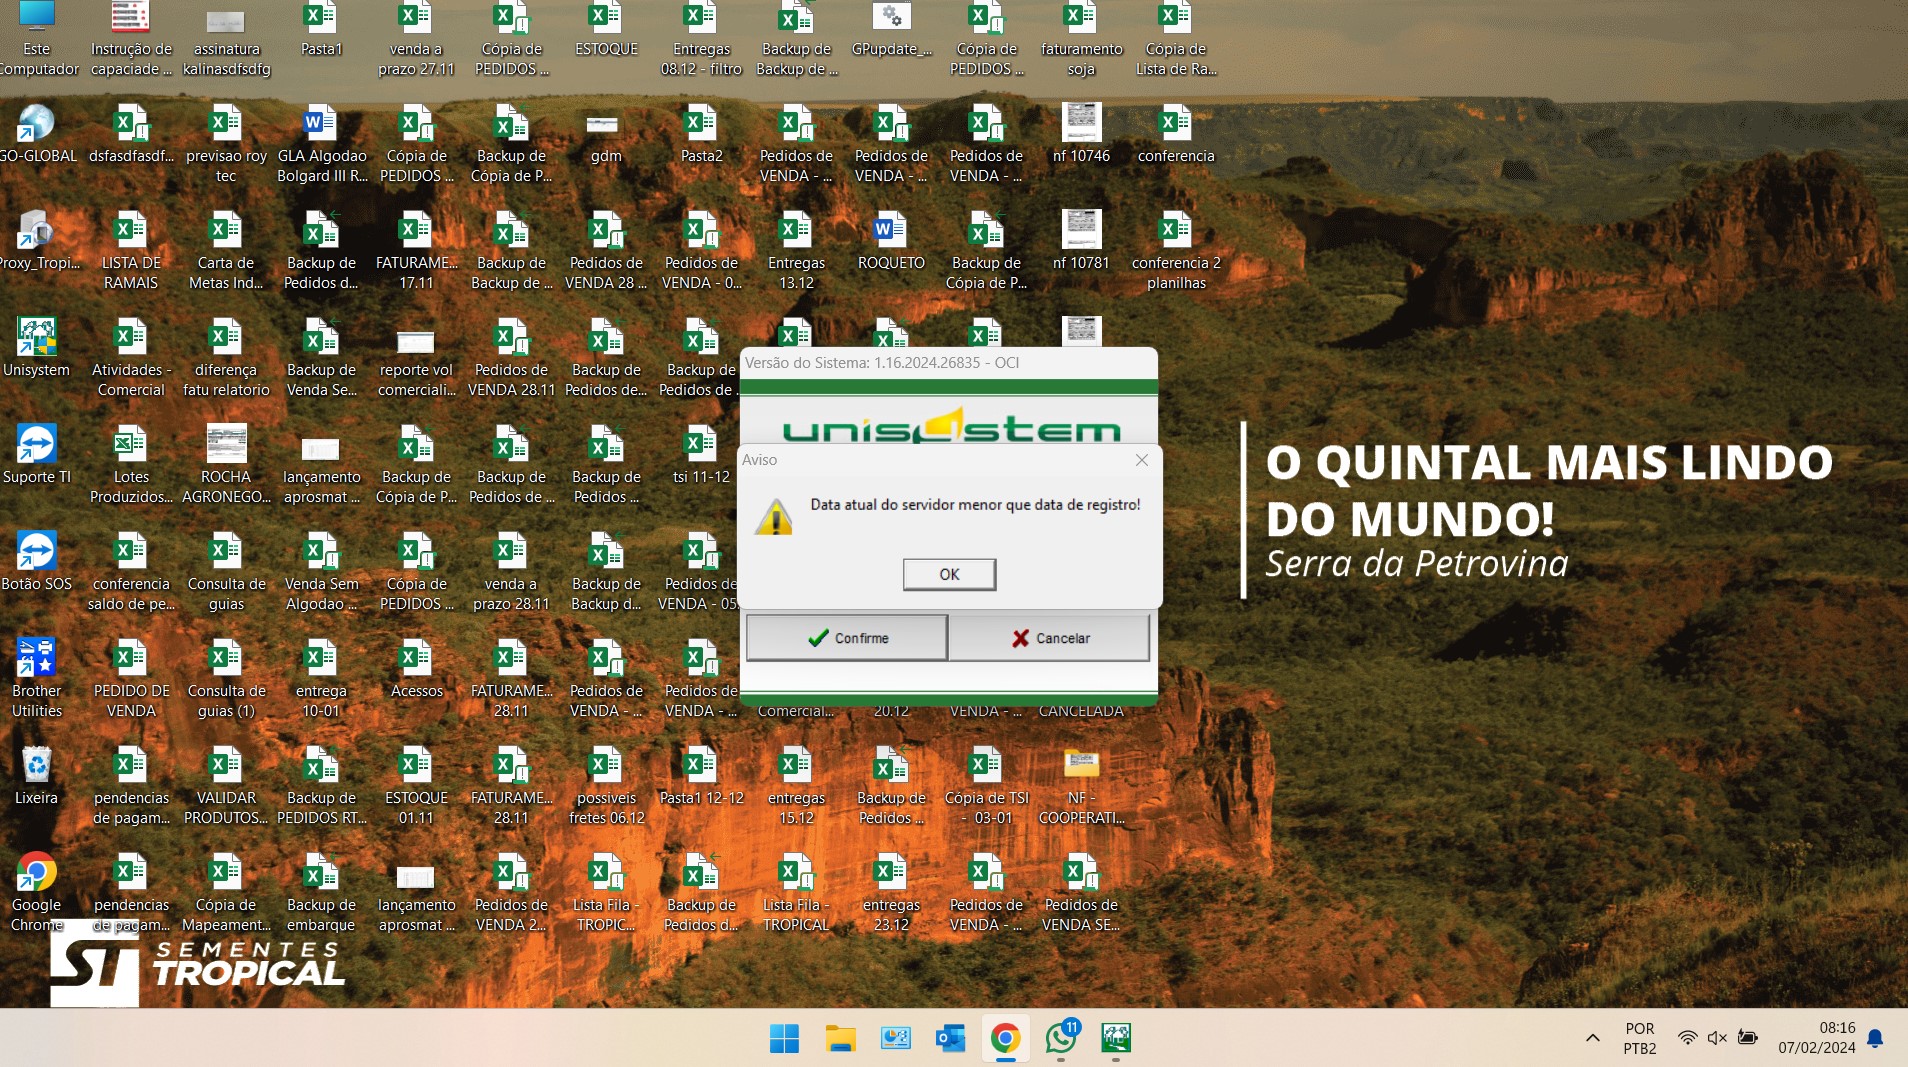 Este
Computador
Instrução de
capaciade ...
assinatura
kalinasdfsdfg
Pasta1
venda a
prazo 27.11
Cópia de
PEDIDOS ...
ESTOQUE
Entregas
08.12 - filtro
Backup de
Backup de ...
GPupdate_...
Cópia de
PEDIDOS ...
faturamento
soja
Cópia de
Lista de Ra...
GO-GLOBAL
dsfasdfasdf...
previsao roy
tec
GLA Algodao
Bolgard III R...
Cópia de
PEDIDOS ...
Backup de
Cópia de P...
gdm
Pasta2
Pedidos de
VENDA - ...
Pedidos de
VENDA - ...
Pedidos de
VENDA - ...
nf 10746
conferencia
Proxy_Tropi...
LISTA DE
RAMAIS
Carta de
Metas Ind...
Backup de
Pedidos d...
FATURAME...
17.11
Backup de
Backup de ...
Pedidos de
VENDA 28 ...
Pedidos de
VENDA - 0...
Entregas
13.12
ROQUETO
Backup de
Cópia de P...
nf 10781
conferencia 2
planilhas
Unisystem
Atividades -
Comercial
diferença
fatu relatorio
Backup de
Venda Se...
reporte vol
comerciali...
Pedidos de
VENDA 28.11
Backup de
Pedidos de...
Backup de
Pedidos de
Versão do Sistema: 1.16.2024.26835 - OCI
unisystem
Aviso
Data atual do servidor menor que data de registro!
OK
Confirme
Cancelar
O QUINTAL MAIS LINDO
DO MUNDO!
Serra da Petrovina
Suporte TI
Lotes
Produzidos...
ROCHA
AGRONEGO...
lançamento
aprosmat ...
Backup de
Cópia de P...
Backup de
Pedidos de ...
Backup de
Pedidos ...
tsi 11-12
Botão SOS
conferencia
saldo de pe...
Consulta de
guias
Venda Sem
Algodao ...
Cópia de
PEDIDOS ...
venda a
prazo 28.11
Backup de
Backup d...
Pedidos de
VENDA - 05
Brother
Utilities
PEDIDO DE
VENDA
Consulta de
guias (1)
entrega
10-01
Acessos
FATURAME...
28.11
Pedidos de
VENDA - ...
Pedidos de
VENDA - ...
Comercial...
20.12
VENDA - ...
CANCELADA
Lixeira
pendencias
de pagam...
VALIDAR
PRODUTOS...
Backup de
PEDIDOS RT...
ESTOQUE
01.11
FATURAME...
28.11
possiveis
fretes 06.12
Pasta1 12-12
entregas
15.12
Backup de
Pedidos ...
Cópia de TSI
- 03-01
NF -
COOPERATI...
Google
Chrome
pendencias
de pagam...
Cópia de
Mapeament...
Backup de
embarque
lançamento
aprosmat ...
Pedidos de
VENDA 2...
Lista Fila -
TROPIC...
Backup de
Pedidos d...
Lista Fila -
TROPICAL
entregas
23.12
Pedidos de
VENDA - ...
Pedidos de
VENDA SE...
ST
SEMENTES
TROPICAL
11
POR
PTB2
08:16
07/02/2024